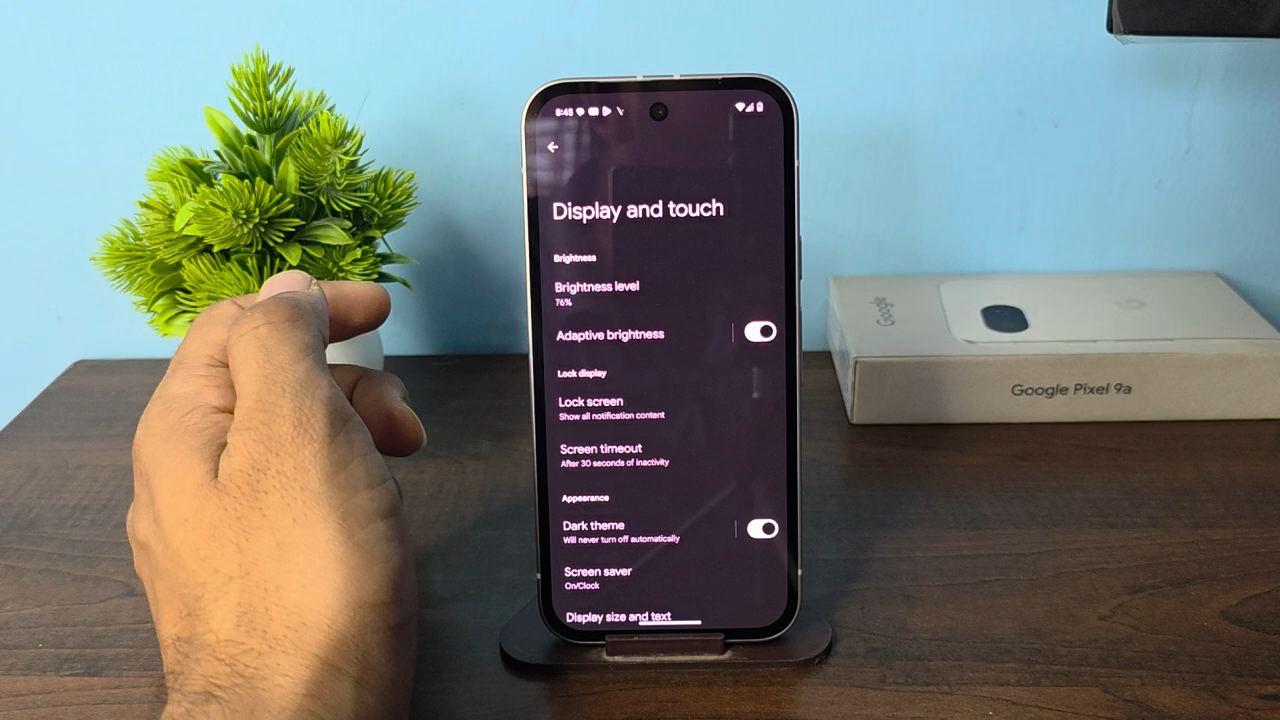 8:45
Display and touch
Brightness
Brightness level
76%
Adaptive brightness
Lock display
Lock screen
Show all notification content
Screen timeout
After 30 seconds of inactivity
Appearance
Dark theme
Will never turn off automatically
Screen saver
On/Clock
Display size and text
Google
G
Google Pixel 9a